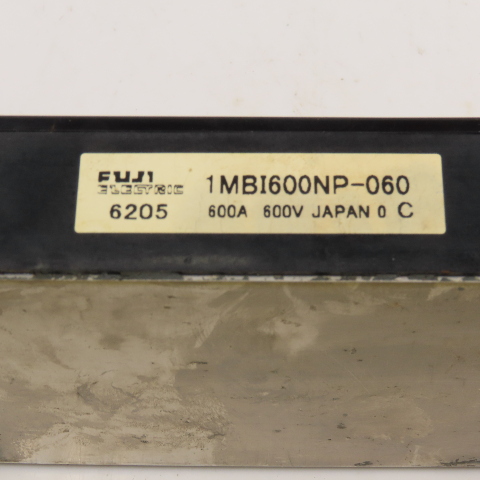 FUJI 1MBI600NP-060
ELECTRIC
6205 600A 600V JAPAN 0 C